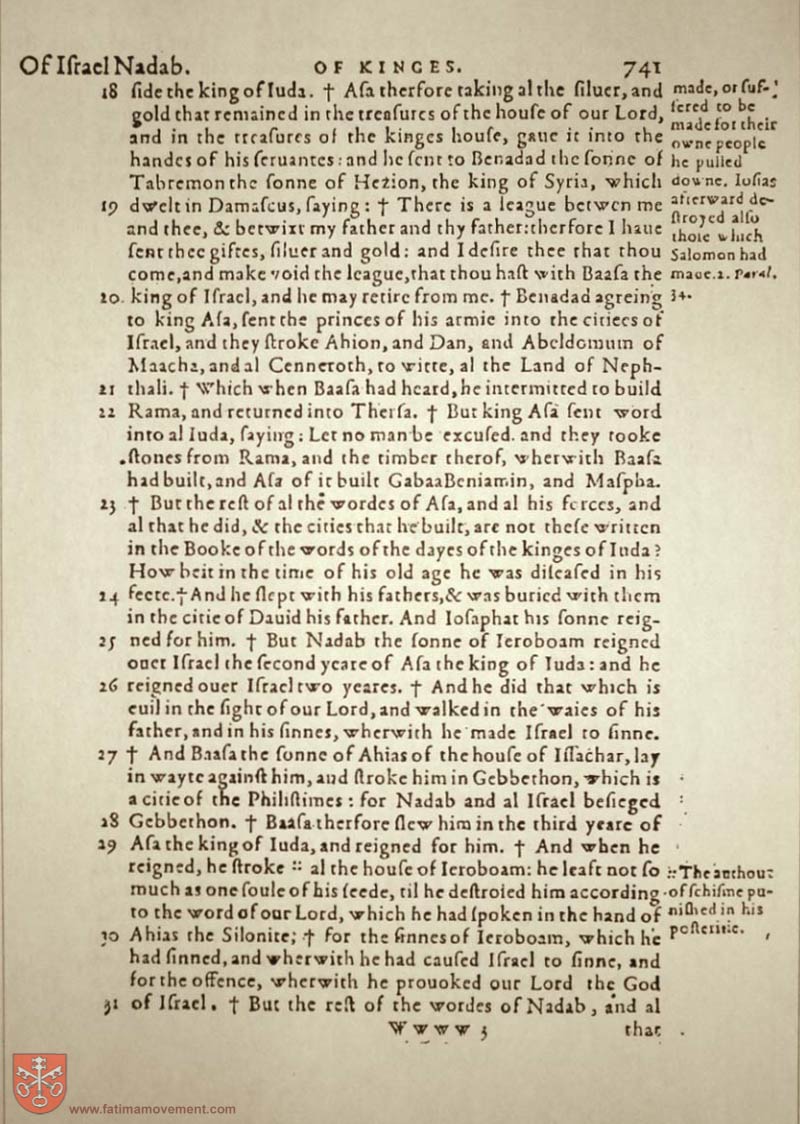 Of Iſrael Nadab. OF KINGES. 741
18 ſide the king of Iuda. † Aſa therfore taking al the ſiluer, and
gold that remained in the treaſures of the houſe of our Lord,
and in the treaſures of the kinges houſe, gaue it into the
handes of his ſeruantes: and he ſent to Benadad the ſonne of
Tabremon the ſonne of Hezion, the king of Syria, which
19 dwelt in Damaſcus, ſaying: † There is a league betwen me
and thee, & betwixt my father and thy father: therfore I haue
ſent thee giftes, ſiluer and gold: and I deſire thee that thou
come, and make void the league, that thou haſt with Baaſa the
20. king of Iſrael, and he may retire from me. † Benadad agreing
to king Aſa, ſent the princes of his armie into the citiees of
Iſrael, and they ſtroke Ahion, and Dan, and Abeldomum of
Maacha, and al Cenneroth, to witte, al the Land of Neph-
21 thali. † Which when Baaſa had heard, he intermitted to build
22 Rama, and returned into Therſa. † But king Aſa ſent word
into al Iuda, ſaying: Let no man be excuſed. and they tooke
ſtones from Rama, and the timber therof, wherwith Baaſa
had built, and Aſa of it built Gabaa Beniamin, and Maſpha.
23 † But the reſt of al the wordes of Aſa, and al his forces, and
al that he did, & the cities that he built, are not theſe written
in the Booke of the words of the dayes of the kinges of Iuda?
How beit in the time of his old age he was diſeaſed in his
24 feete. † And he ſlept with his fathers, & was buried with them
in the citie of Dauid his father. And Ioſaphat his ſonne reig-
25 ned for him. † But Nadab the ſonne of Ieroboam reigned
ouer Iſrael the ſecond yeare of Aſa the king of Iuda: and he
26 reigned ouer Iſrael two yeares. † And he did that which is
euil in the ſight of our Lord, and walked in the waies of his
father, and in his ſinnes, wherwith he made Iſrael to ſinne.
27 † And Baaſa the ſonne of Ahias of the houſe of Iſſachar, lay
in wayte againſt him, and ſtroke him in Gebbethon, which is
a citie of the Philiſtimes: for Nadab and al Iſrael beſieged
28 Gebbethon. † Baaſa therfore ſlew him in the third yeare of
29 Aſa the king of Iuda, and reigned for him. † And when he
reigned, he ſtroke :: al the houſe of Ieroboam: he leaft not ſo
much as one ſoule of his ſeede, til he deſtroied him according
to the word of our Lord, which he had ſpoken in the hand of
30 Ahias the Silonite; † for the ſinnes of Ieroboam, which he
had ſinned, and wherwith he had cauſed Iſrael to ſinne, and
for the offence, wherwith he prouoked our Lord the God
31 of Iſrael. † But the reſt of the wordes of Nadab, and al
Wwww 3 that
made, or ſuf-
fered to be
made for their
owne people
he pulled
downe. Ioſias
afterward de-
ſtroyed alſo
thoſe which
Salomon had
made. 2. Paral.
34.
:: The authour
of ſchiſme pu-
niſhed in his
poſteritie.
www.fatimamovement.com